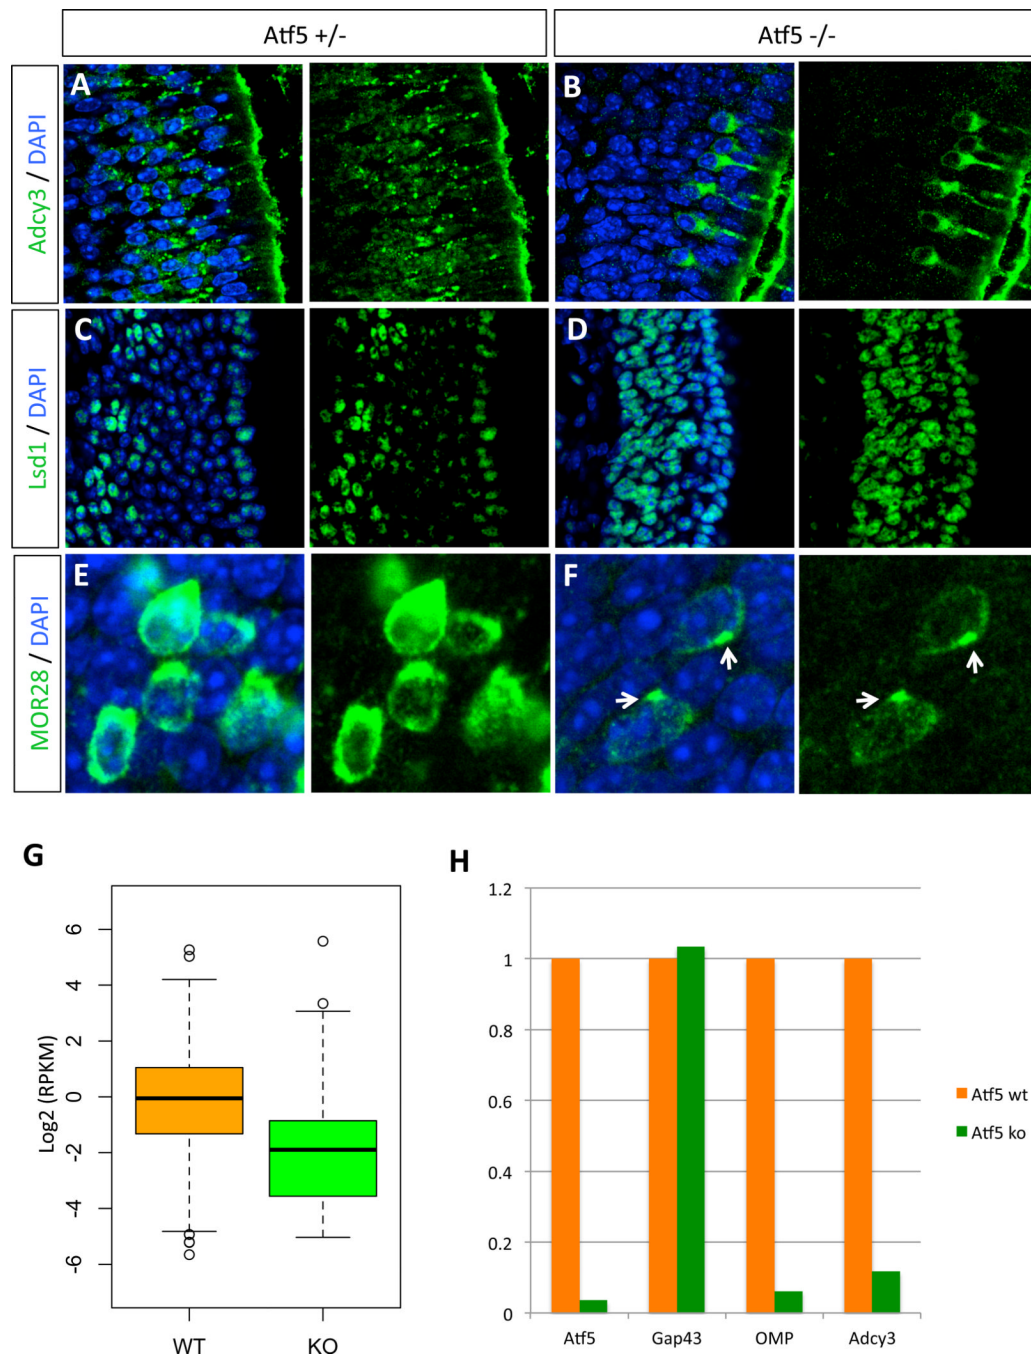 Atf5 +/-
Atf5 -/-
Adcy3 / DAPI
A
B
Lsd1 / DAPI
C
D
MOR28 / DAPI
E
F
G
H
Log2 (RPKM)
6
4
2
0
-2
-4
-6
WT
KO
1.2
1
0.8
0.6
0.4
0.2
0
Atf5
Gap43
OMP
Adcy3
Atf5 wt
Atf5 ko